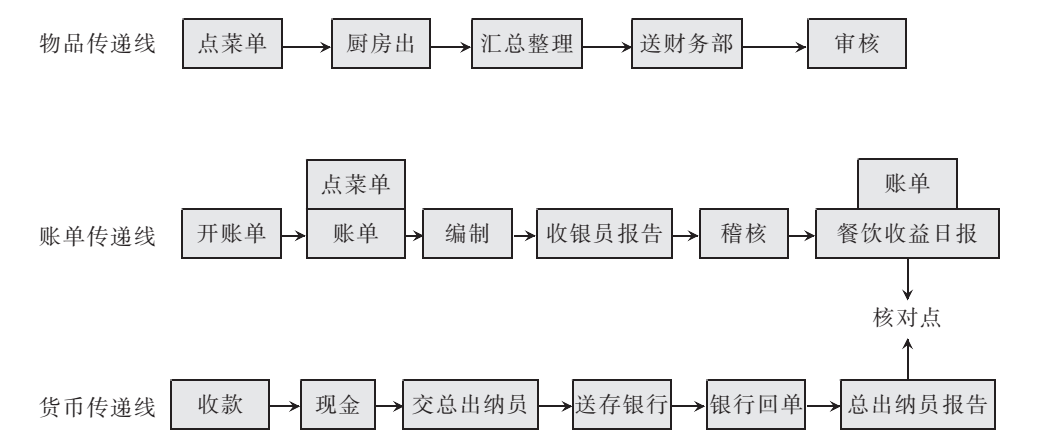 物品传递线 点菜单 厨房出 汇总整理 送财务部 审核
点菜单 账单
账单传递线 开账单 账单 编制 收银员报告 稽核 餐饮收益日报
核对点
货币传递线 收款 现金 交总出纳员 送存银行 银行回单 总出纳员报告